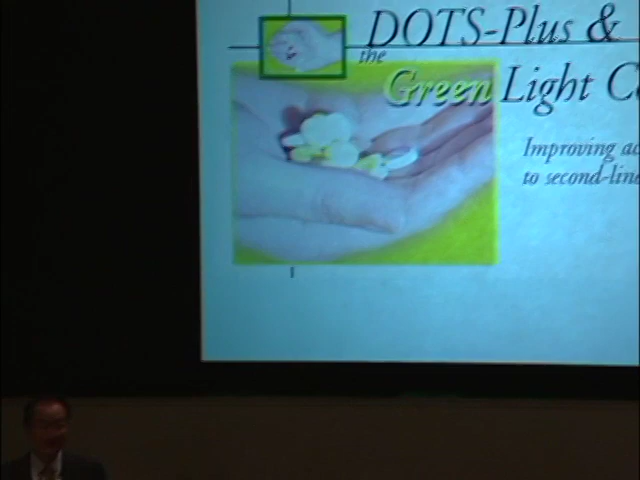 DOTS-Plus &
the
Green Light C
Improving ac
to second-line